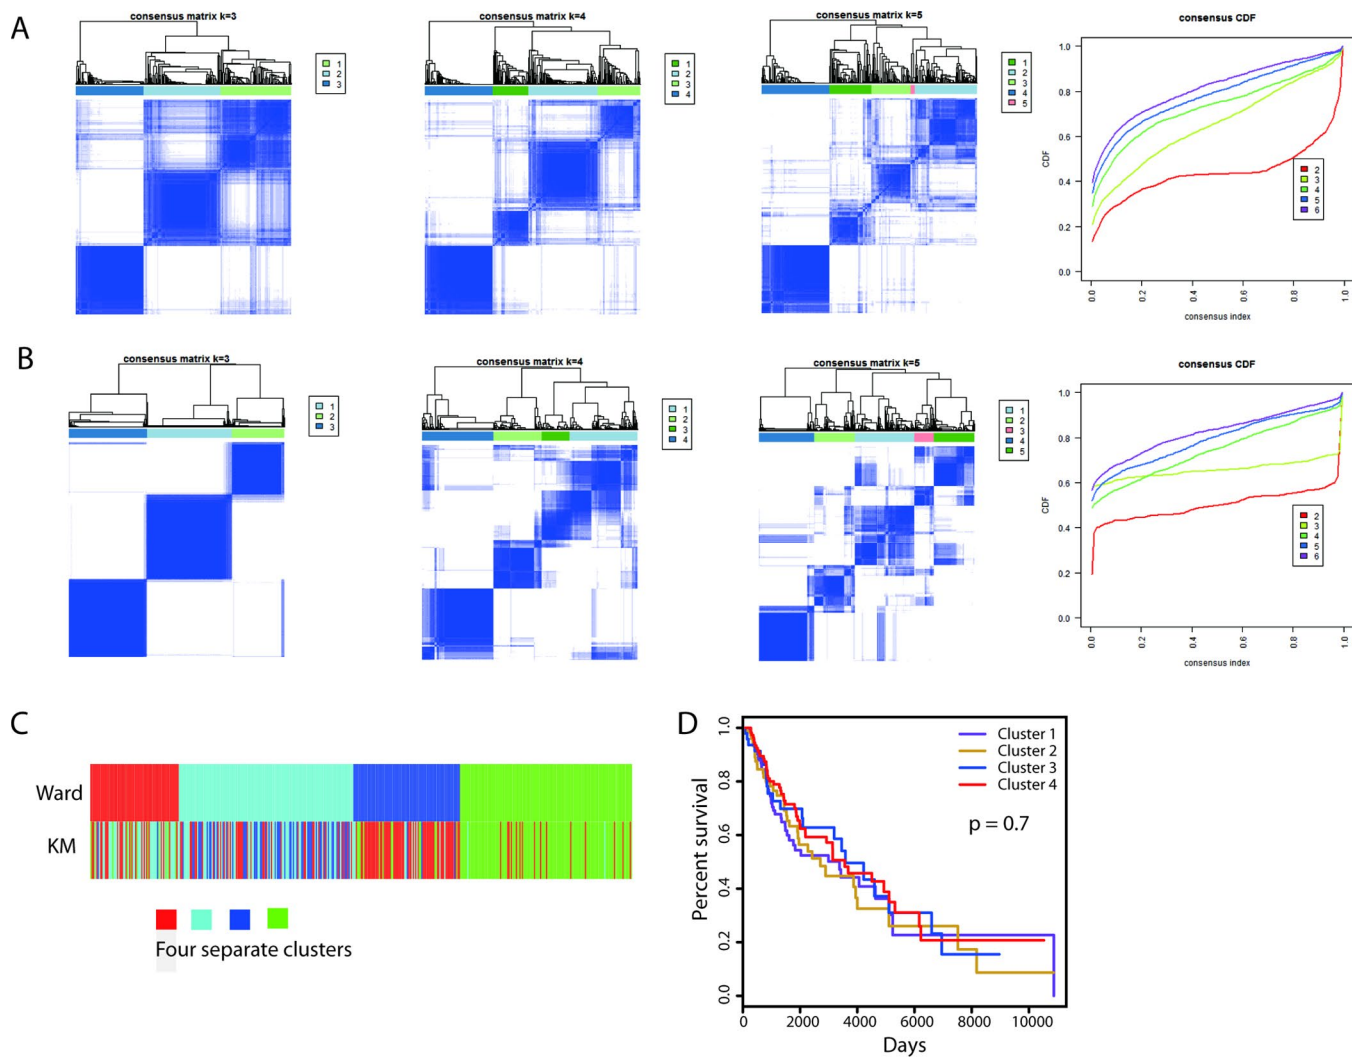 A
consensus matrix k=3
1
2
3
consensus matrix k=4
1
2
3
4
consensus matrix k=5
1
2
3
4
5
consensus CDF
CDF
1.0
0.8
0.6
0.4
0.2
0.0
2
3
4
5
6
0.0
0.2
0.4
0.6
0.8
1.0
consensus index
B
consensus matrix k=3
1
2
3
consensus matrix k=4
1
2
3
4
consensus matrix k=5
1
2
3
4
5
consensus CDF
CDF
1.0
0.8
0.6
0.4
0.2
0.0
2
3
4
5
6
0.0
0.2
0.4
0.6
0.8
1.0
consensus index
C
Ward
KM
Four separate clusters
D
Percent survival
1.0
0.8
0.6
0.4
0.2
0.0
Cluster 1
Cluster 2
Cluster 3
Cluster 4
p = 0.7
0
2000
4000
6000
8000
10000
Days